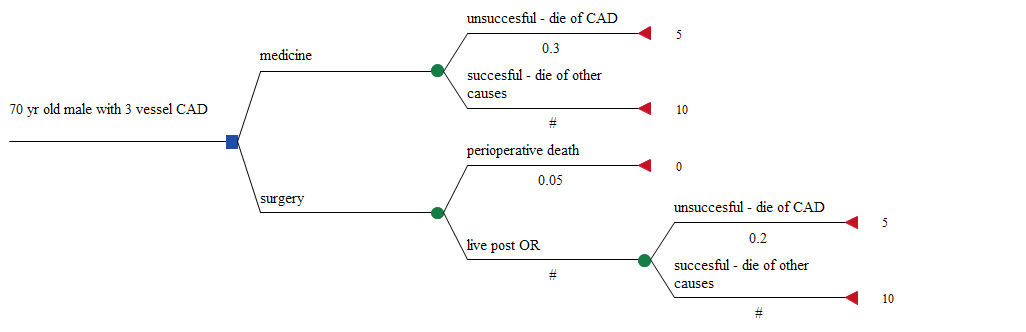 unsuccesful - die of CAD
5
0.3
medicine
succesful - die of other
causes
10
#
70 yr old male with 3 vessel CAD
perioperative death
0
0.05
surgery
unsuccesful - die of CAD
5
0.2
live post OR
#
succesful - die of other
causes
10
#